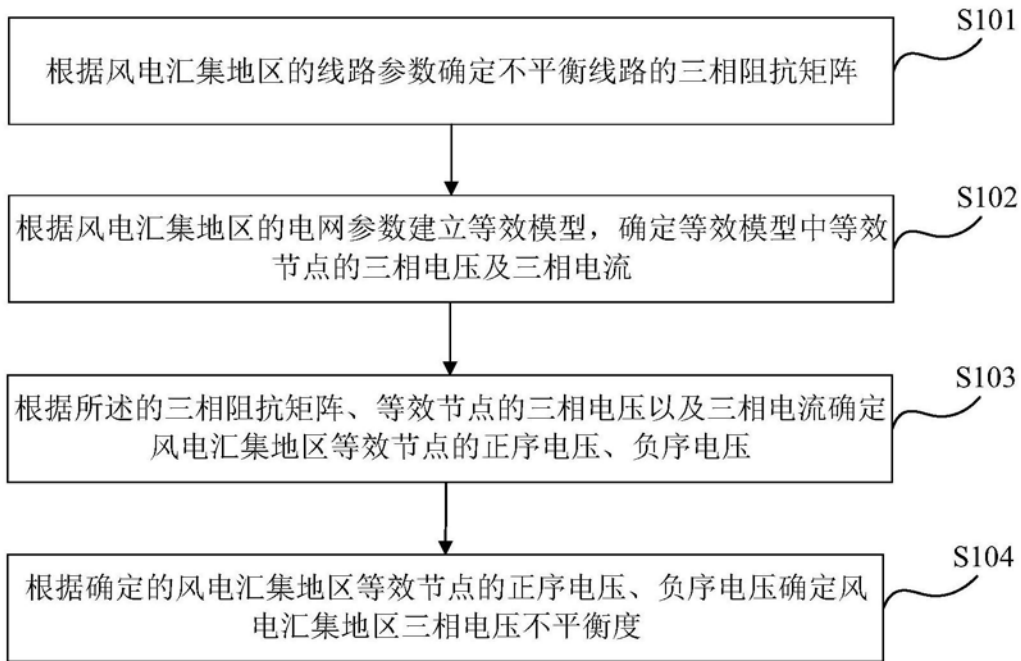 S101
根据风电汇集地区的线路参数确定不平衡线路的三相阻抗矩阵
S102
根据风电汇集地区的电网参数建立等效模型，确定等效模型中等效
节点的三相电压及三相电流
S103
根据所述的三相阻抗矩阵、等效节点的三相电压以及三相电流确定
风电汇集地区等效节点的正序电压、负序电压
S104
根据确定的风电汇集地区等效节点的正序电压、负序电压确定风
电汇集地区三相电压不平衡度